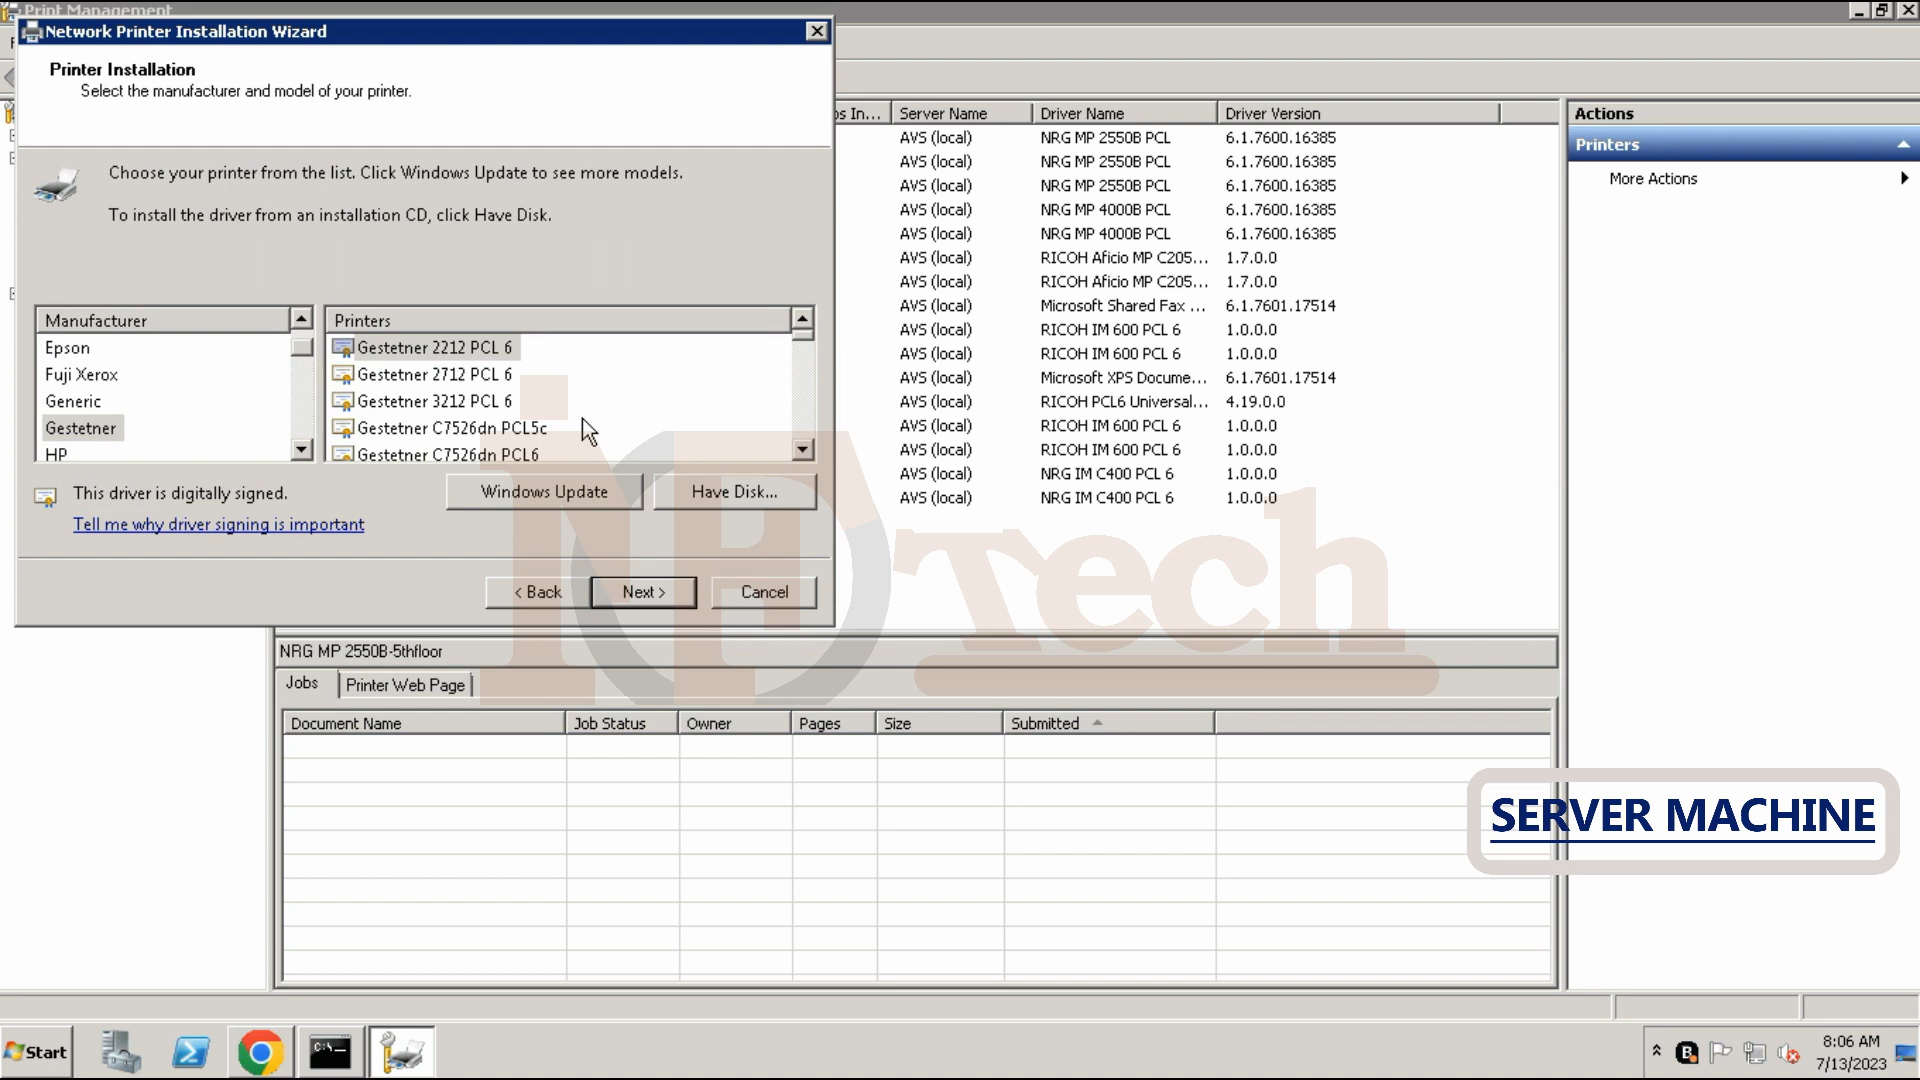 Print Management
Network Printer Installation Wizard
Printer Installation
Select the manufacturer and model of your printer.
Choose your printer from the list. Click Windows Update to see more models.
To install the driver from an installation CD, click Have Disk.
Manufacturer
Epson
Fuji Xerox
Generic
Gestetner
HP
Printers
Gestetner 2212 PCL 6
Gestetner 2712 PCL 6
Gestetner 3212 PCL 6
Gestetner C7526dn PCL5c
Gestetner C7526dn PCL6
This driver is digitally signed.
Tell me why driver signing is important
Windows Update
Have Disk...
< Back
Next >
Cancel
In... Server Name Driver Name Driver Version
AVS (local) NRG MP 2550B PCL 6.1.7600.16385
AVS (local) NRG MP 2550B PCL 6.1.7600.16385
AVS (local) NRG MP 2550B PCL 6.1.7600.16385
AVS (local) NRG MP 4000B PCL 6.1.7600.16385
AVS (local) NRG MP 4000B PCL 6.1.7600.16385
AVS (local) RICOH Aficio MP C205... 1.7.0.0
AVS (local) RICOH Aficio MP C205... 1.7.0.0
AVS (local) Microsoft Shared Fax ... 6.1.7601.17514
AVS (local) RICOH IM 600 PCL 6 1.0.0.0
AVS (local) RICOH IM 600 PCL 6 1.0.0.0
AVS (local) Microsoft XPS Docume... 6.1.7601.17514
AVS (local) RICOH PCL6 Universal... 4.19.0.0
AVS (local) RICOH IM 600 PCL 6 1.0.0.0
AVS (local) RICOH IM 600 PCL 6 1.0.0.0
AVS (local) NRG IM C400 PCL 6 1.0.0.0
AVS (local) NRG IM C400 PCL 6 1.0.0.0
Actions
Printers
More Actions
Tech
NRG MP 2550B-5thfloor
Jobs
Printer Web Page
Document Name Job Status Owner Pages Size Submitted
SERVER MACHINE
Start
8:06 AM
7/13/2023